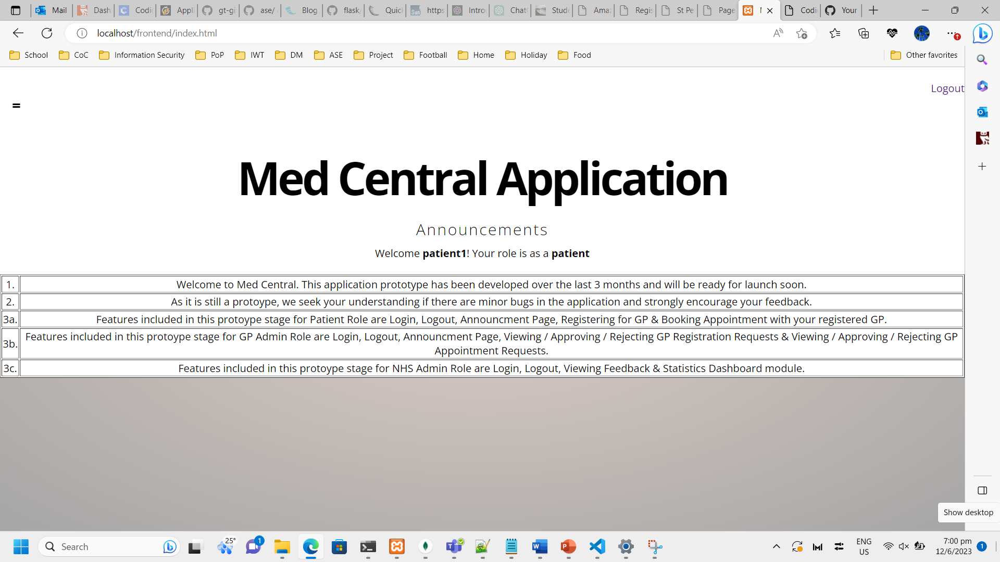 Mail
Dash
Codi
Appli
gt-gi
ase/
Blog
flask/
Quick
https
Intro
Chat
Stude
Amaz
Regis
St Pe
Page
Codi
Your
localhost/frontend/index.html
School
CoC
Information Security
PoP
IWT
DM
ASE
Project
Football
Home
Holiday
Food
Other favorites
Logout
=
Med Central Application
Announcements
Welcome patient1! Your role is as a patient
1. Welcome to Med Central. This application prototype has been developed over the last 3 months and will be ready for launch soon.
2. As it is still a protoype, we seek your understanding if there are minor bugs in the application and strongly encourage your feedback.
3a. Features included in this protoype stage for Patient Role are Login, Logout, Announcment Page, Registering for GP & Booking Appointment with your registered GP.
3b. Features included in this protoype stage for GP Admin Role are Login, Logout, Announcment Page, Viewing / Approving / Rejecting GP Registration Requests & Viewing / Approving / Rejecting GP
Appointment Requests.
3c. Features included in this protoype stage for NHS Admin Role are Login, Logout, Viewing Feedback & Statistics Dashboard module.
Show desktop
Search
25°
1
ENG
US
7:00 pm
12/6/2023
1